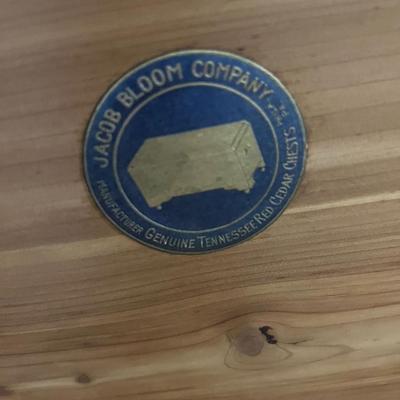 JACOB BLOOM COMPANY
MANUFACTURER GENUINE TENNESSEE RED CEDAR CHESTS